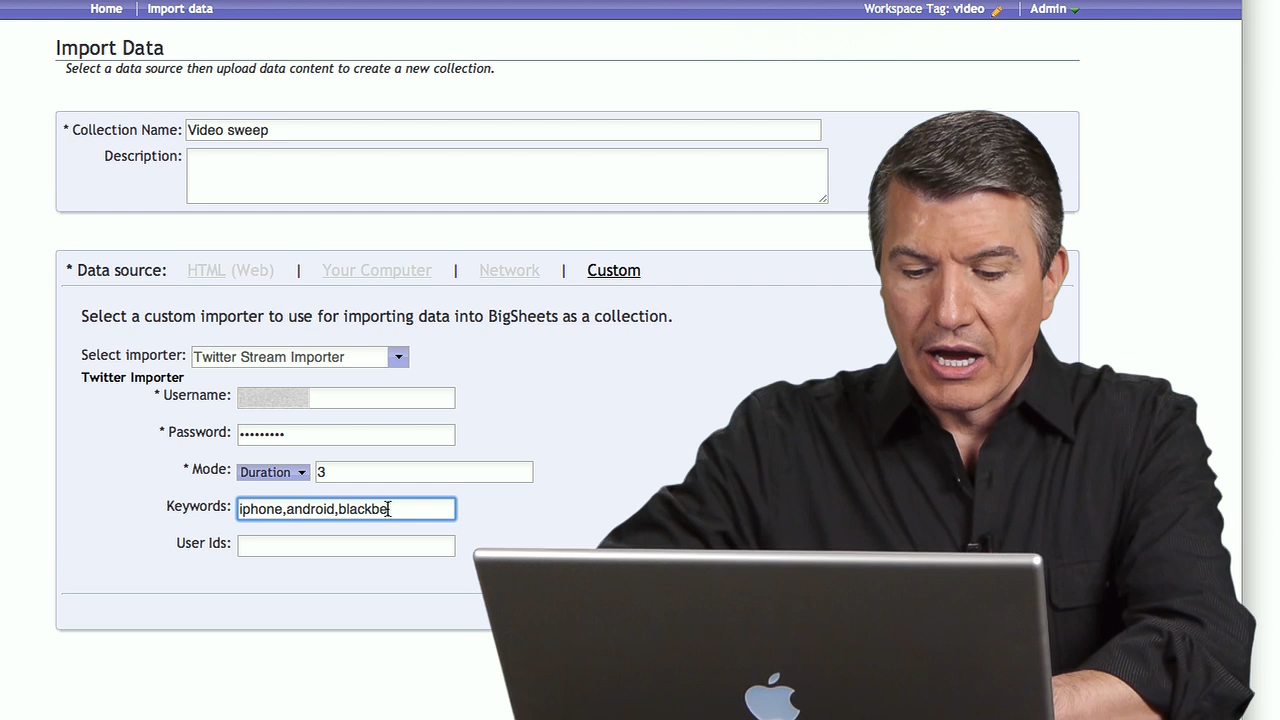 Home | Import data Workspace Tag: video | Admin
Import Data
Select a data source then upload data content to create a new collection.
* Collection Name: Video sweep
Description:
* Data source: HTML (Web) | Your Computer | Network | Custom
Select a custom importer to use for importing data into BigSheets as a collection.
Select importer: Twitter Stream Importer
Twitter Importer
* Username:
* Password: •••••••••
* Mode: Duration 3
Keywords: iphone,android,blackbe
User Ids: